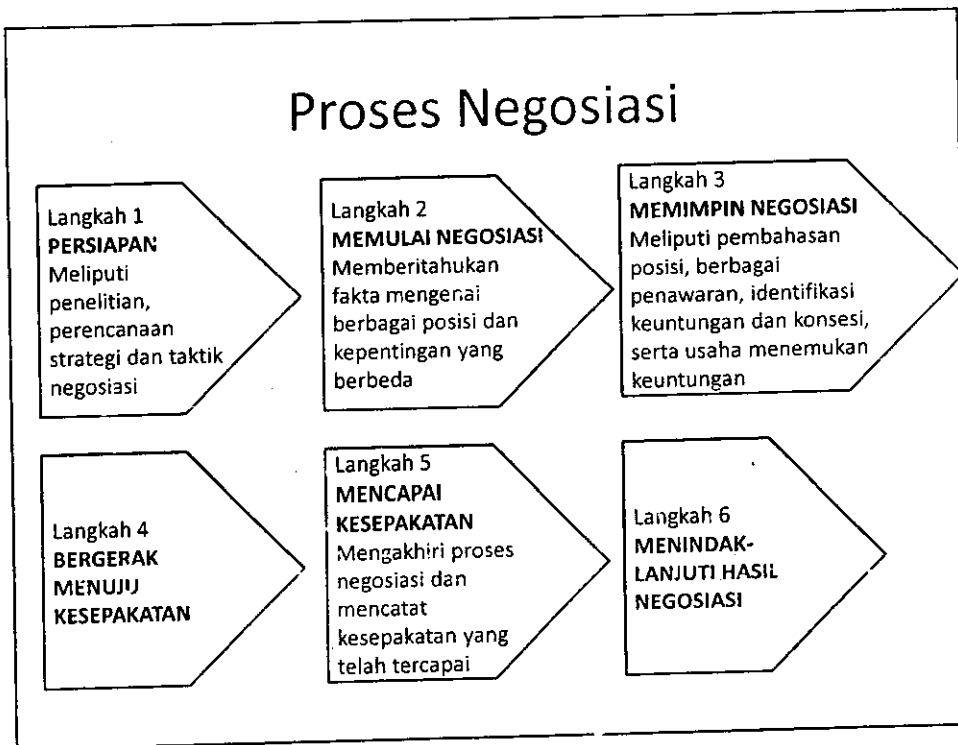 Proses Negosiasi
Langkah 1
PERSIAPAN
Meliputi
penelitian,
perencanaan
strategi dan taktik
negosiasi
Langkah 2
MEMULAI NEGOSIASI
Memberitahukan
fakta mengenai
berbagai posisi dan
kepentingan yang
berbeda
Langkah 3
MEMIMPIN NEGOSIASI
Meliputi pembahasan
posisi, berbagai
penawaran, identifikasi
keuntungan dan konsesi,
serta usaha menemukan
keuntungan
Langkah 4
BERGERAK
MENUJU
KESEPAKATAN
Langkah 5
MENCAPAI
KESEPAKATAN
Mengakhiri proses
negosiasi dan
mencatat
kesepakatan yang
telah tercapai
Langkah 6
MENINDAK-
LANJUTI HASIL
NEGOSIASI